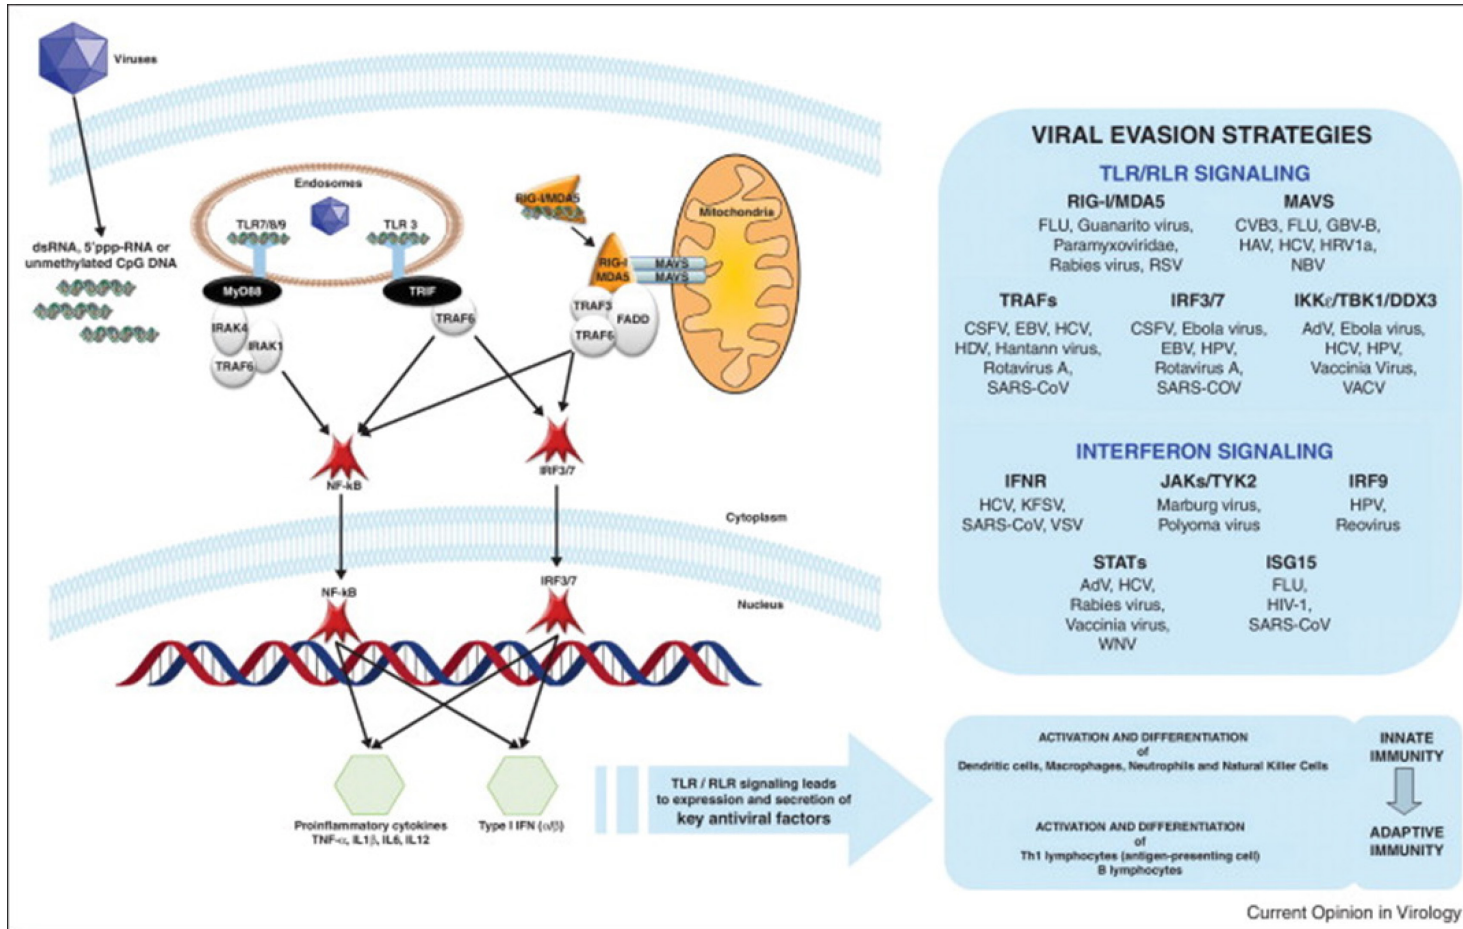 Viruses
dsRNA, 5'ppp-RNA or
unmethylated CpG DNA
Endosomes
TLR7/8/9
TLR 3
MyD88
TRIF
IRAK4
IRAK1
TRAF6
TRAF6
RIG-I/MDA5
RIG-I
MDA5
MAVS
MAVS
TRAF3
TRAF6
FADD
Mitochondria
NF-kB
IRF3/7
Cytoplasm
NF-kB
IRF3/7
Nucleus
Proinflammatory cytokines
TNF-α, IL1β, IL6, IL12
Type I IFN (α/β)
TLR / RLR signaling leads
to expression and secretion of
key antiviral factors
VIRAL EVASION STRATEGIES
TLR/RLR SIGNALING
RIG-I/MDA5
FLU, Guanarito virus,
Paramyxoviridae,
Rabies virus, RSV
MAVS
CVB3, FLU, GBV-B,
HAV, HCV, HRV1a,
NBV
TRAFs
CSFV, EBV, HCV,
HDV, Hantann virus,
Rotavirus A,
SARS-CoV
IRF3/7
CSFV, Ebola virus,
EBV, HPV,
Rotavirus A,
SARS-COV
IKKε/TBK1/DDX3
AdV, Ebola virus,
HCV, HPV,
Vaccinia Virus,
VACV
INTERFERON SIGNALING
IFNR
HCV, KFSV,
SARS-CoV, VSV
JAKs/TYK2
Marburg virus,
Polyoma virus
IRF9
HPV,
Reovirus
STATs
AdV, HCV,
Rabies virus,
Vaccinia virus,
WNV
ISG15
FLU,
HIV-1,
SARS-CoV
ACTIVATION AND DIFFERENTIATION
of
Dendritic cells, Macrophages, Neutrophils and Natural Killer Cells
INNATE
IMMUNITY
ACTIVATION AND DIFFERENTIATION
of
Th1 lymphocytes (antigen-presenting cell)
B lymphocytes
ADAPTIVE
IMMUNITY
Current Opinion in Virology